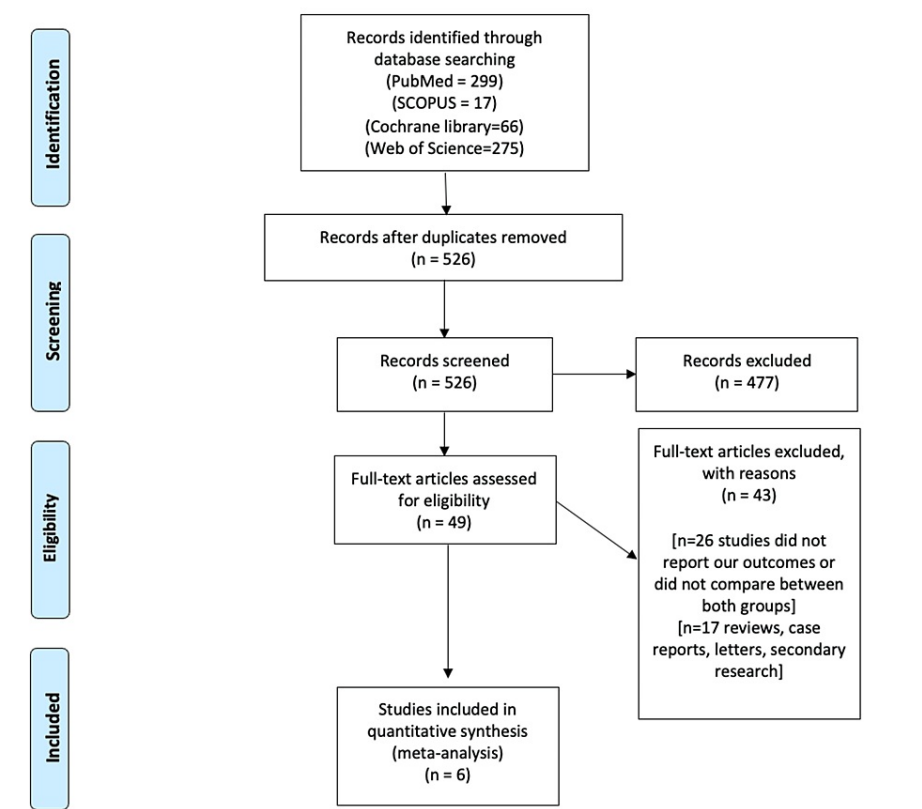 Identification
Records identified through
database searching
(PubMed = 299)
(SCOPUS = 17)
(Cochrane library=66)
(Web of Science=275)
Records after duplicates removed
(n = 526)
Screening
Records screened
(n = 526)
Records excluded
(n = 477)
Eligibility
Full-text articles assessed
for eligibility
(n = 49)
Full-text articles excluded,
with reasons
(n = 43)
[n=26 studies did not
report our outcomes or
did not compare between
both groups]
[n=17 reviews, case
reports, letters, secondary
research]
Included
Studies included in
quantitative synthesis
(meta-analysis)
(n = 6)